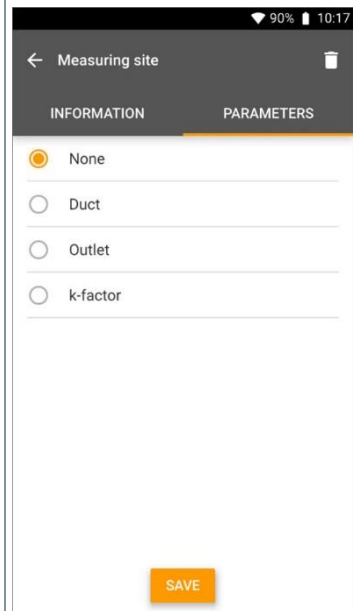 90% 10:17
Measuring site
INFORMATION PARAMETERS
None
Duct
Outlet
k-factor
SAVE